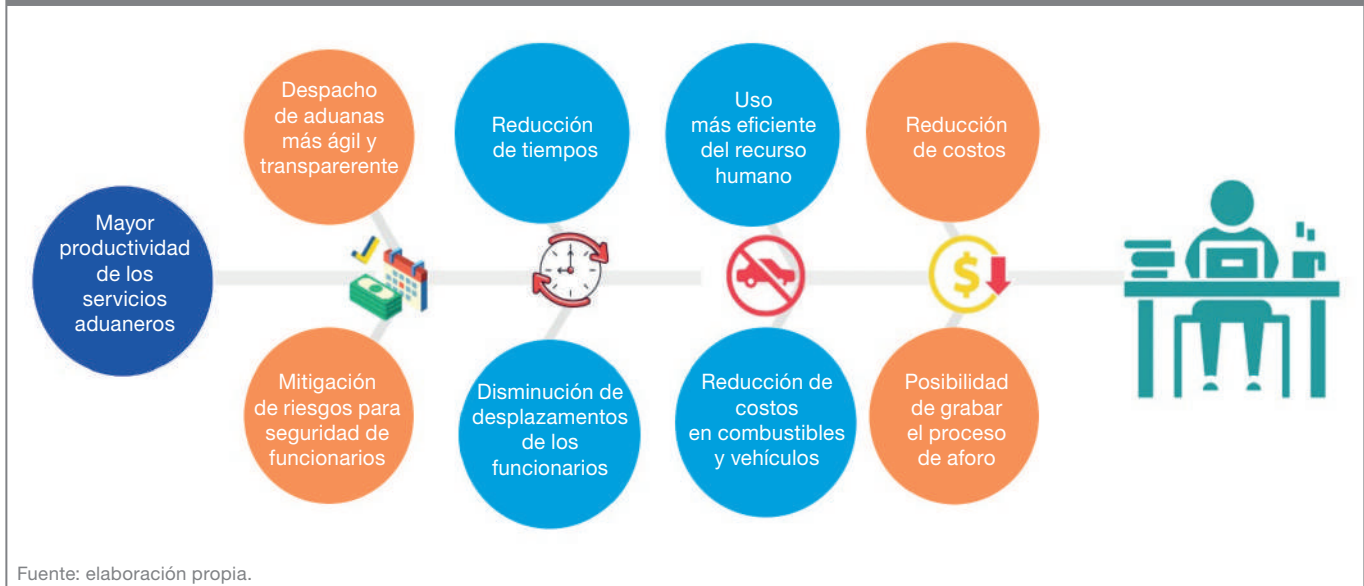 Mayor
productividad
de los
servicios
aduaneros
Despacho
de aduanas
más ágil y
transparerente
Mitigación
de riesgos para
seguridad de
funcionarios
Reducción
de tiempos
Disminución de
desplazamentos
de los
funcionarios
Uso
más eficiente
del recurso
humano
Reducción de
costos
en combustibles
y vehículos
Reducción
de costos
$
Posibilidad
de grabar
el proceso
de aforo
Fuente: elaboración propia.